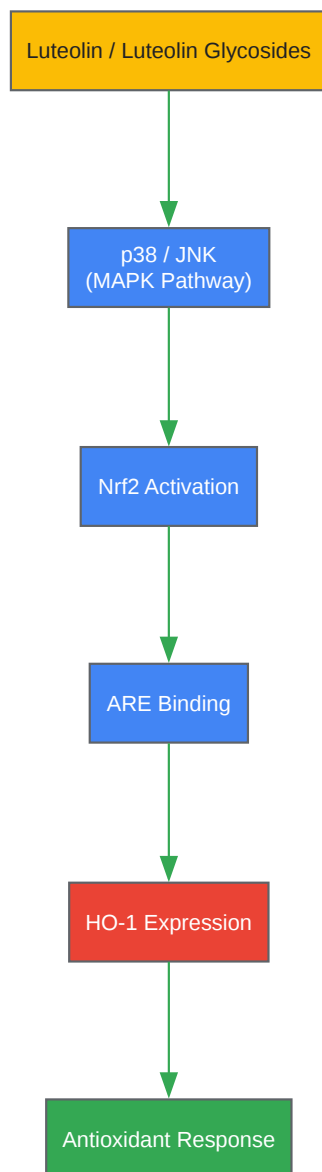 Luteolin / Luteolin Glycosides
p38 / JNK
(MAPK Pathway)
Nrf2 Activation
ARE Binding
HO-1 Expression
Antioxidant Response